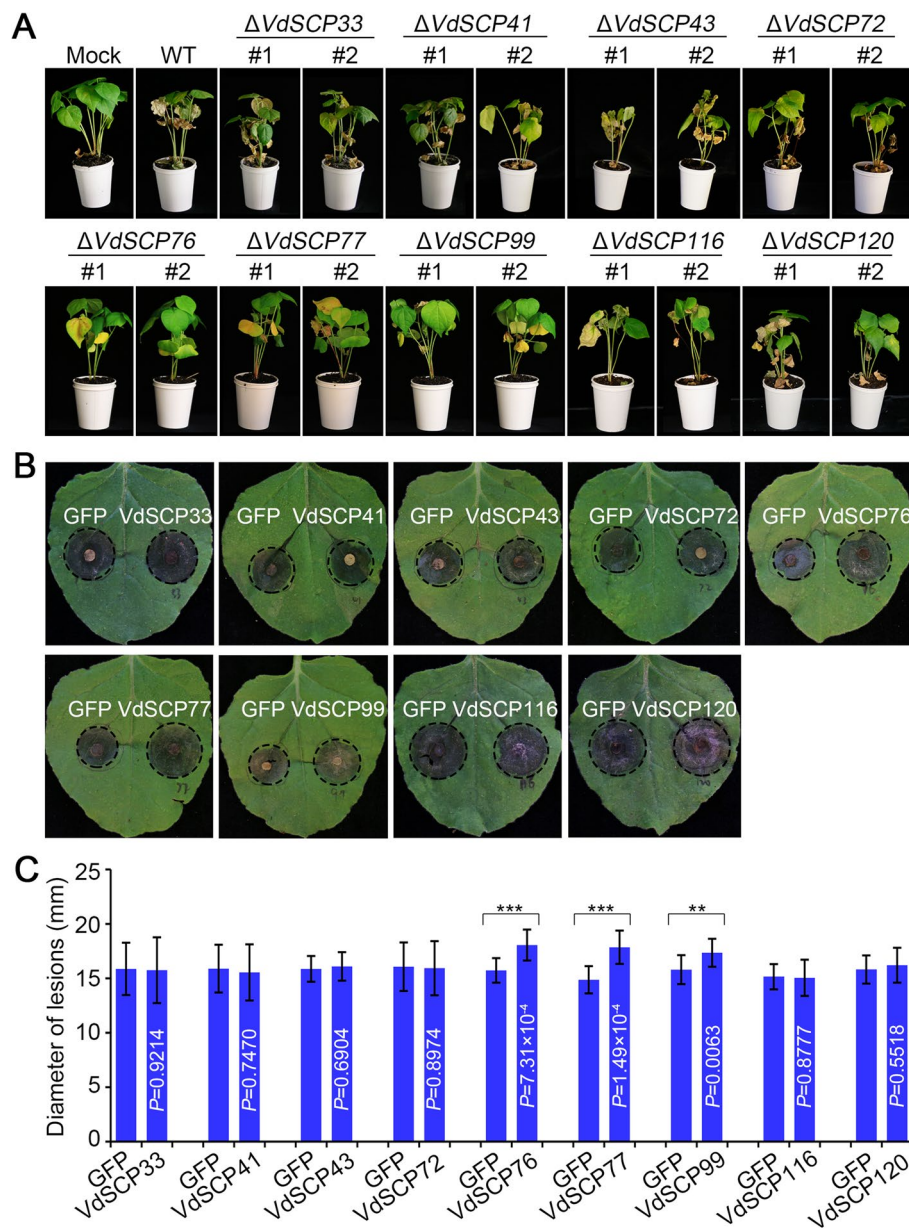 A
ΔVdSCP33 ΔVdSCP41 ΔVdSCP43 ΔVdSCP72
Mock WT #1 #2 #1 #2 #1 #2 #1 #2
ΔVdSCP76 ΔVdSCP77 ΔVdSCP99 ΔVdSCP116 ΔVdSCP120
#1 #2 #1 #2 #1 #2 #1 #2 #1 #2
B
GFP VdSCP33 GFP VdSCP41 GFP VdSCP43 GFP VdSCP72 GFP VdSCP76
GFP VdSCP77 GFP VdSCP99 GFP VdSCP116 GFP VdSCP120
C
Diameter of lesions (mm)
25
20
15
10
5
0
*** *** **
P=0.9214
P=0.7470
P=0.6904
P=0.8974
P=7.31×10⁻⁴
P=1.49×10⁻⁴
P=0.0063
P=0.8777
P=0.5518
GFP VdSCP33 GFP VdSCP41 GFP VdSCP43 GFP VdSCP72 GFP VdSCP76 GFP VdSCP77 GFP VdSCP99 GFP VdSCP116 GFP VdSCP120